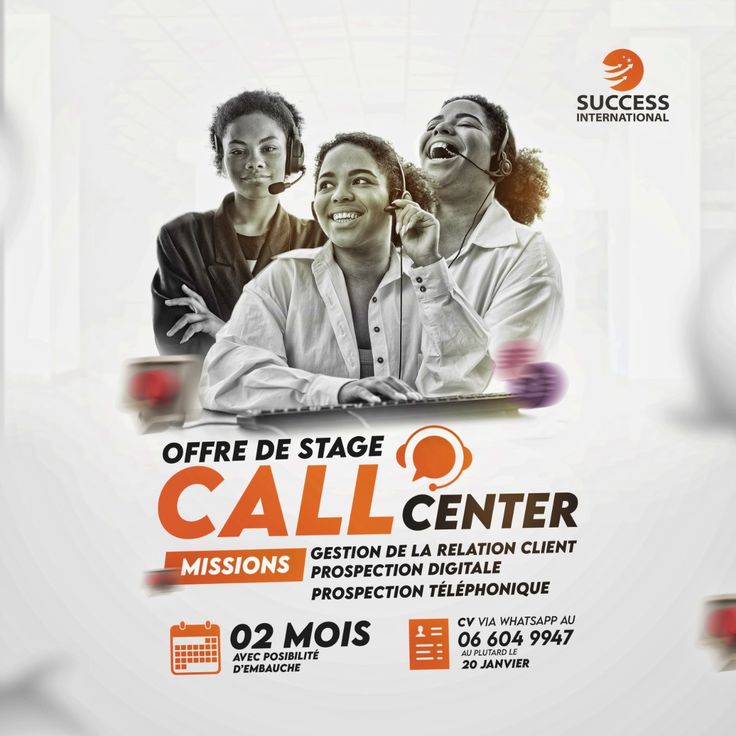 SUCCESS
INTERNATIONAL
OFFRE DE STAGE
CALL CENTER
MISSIONS
GESTION DE LA RELATION CLIENT
PROSPECTION DIGITALE
PROSPECTION TÉLÉPHONIQUE
02 MOIS
AVEC POSIBILITÉ
D'EMBAUCHE
CV VIA WHATSAPP AU
06 604 9947
AU PLUTARD LE
20 JANVIER